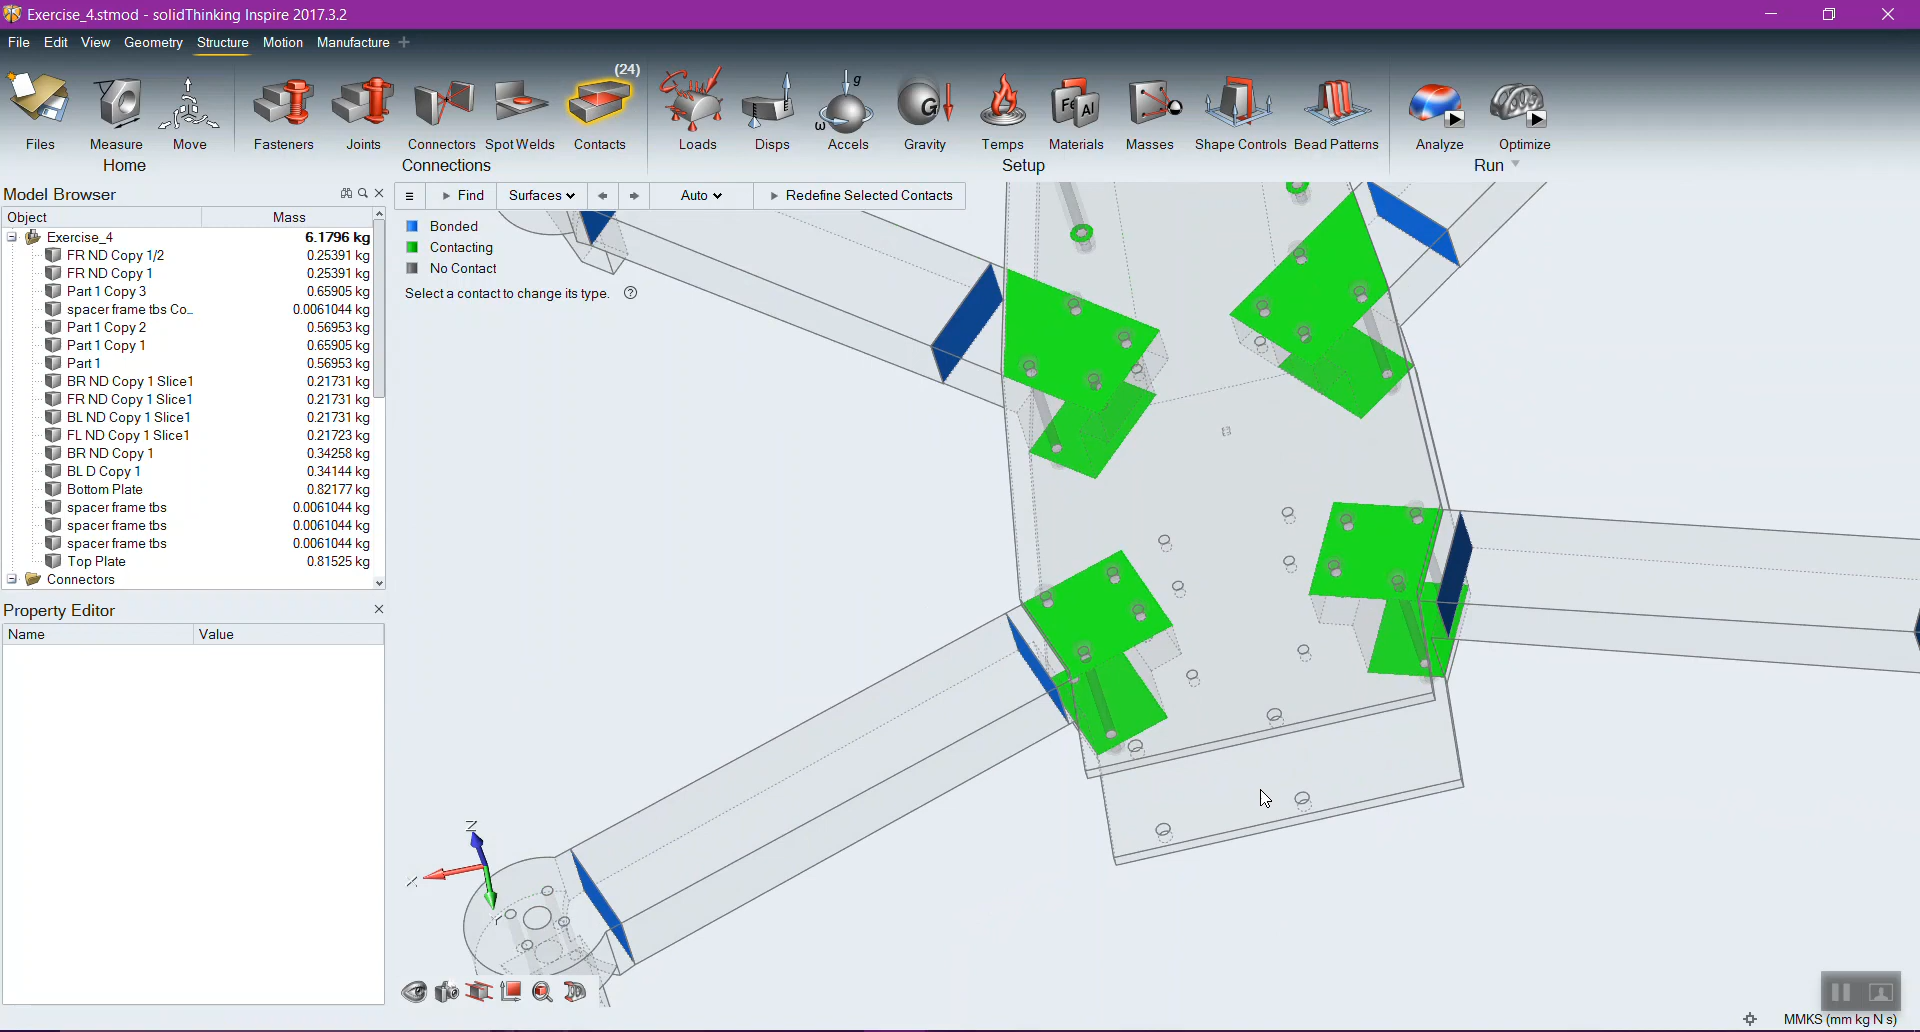 Exercise_4.stmod - solidThinking Inspire 2017.3.2
File Edit View Geometry Structure Motion Manufacture
(24)
Files Measure Move Fasteners Joints Connectors Spot Welds Contacts Loads Disps Accels Gravity Temps Materials Masses Shape Controls Bead Patterns Analyze Optimize
Home Connections Setup Run
Model Browser
Find Surfaces Auto Redefine Selected Contacts
Object Mass
Exercise_4 6.1796 kg
FR ND Copy 1/2 0.25391 kg
FR ND Copy 1 0.25391 kg
Part 1 Copy 3 0.65905 kg
spacer frame tbs Co... 0.0061044 kg
Part 1 Copy 2 0.56953 kg
Part 1 Copy 1 0.65905 kg
Part 1 0.56953 kg
BR ND Copy 1 Slice1 0.21731 kg
FR ND Copy 1 Slice1 0.21731 kg
BL ND Copy 1 Slice1 0.21731 kg
FL ND Copy 1 Slice1 0.21723 kg
BR ND Copy 1 0.34258 kg
BL D Copy 1 0.34144 kg
Bottom Plate 0.82177 kg
spacer frame tbs 0.0061044 kg
spacer frame tbs 0.0061044 kg
spacer frame tbs 0.0061044 kg
Top Plate 0.81525 kg
Connectors
Bonded
Contacting
No Contact
Select a contact to change its type.
Property Editor
Name Value
Z
X
Y
MMKS (mm kg N s)